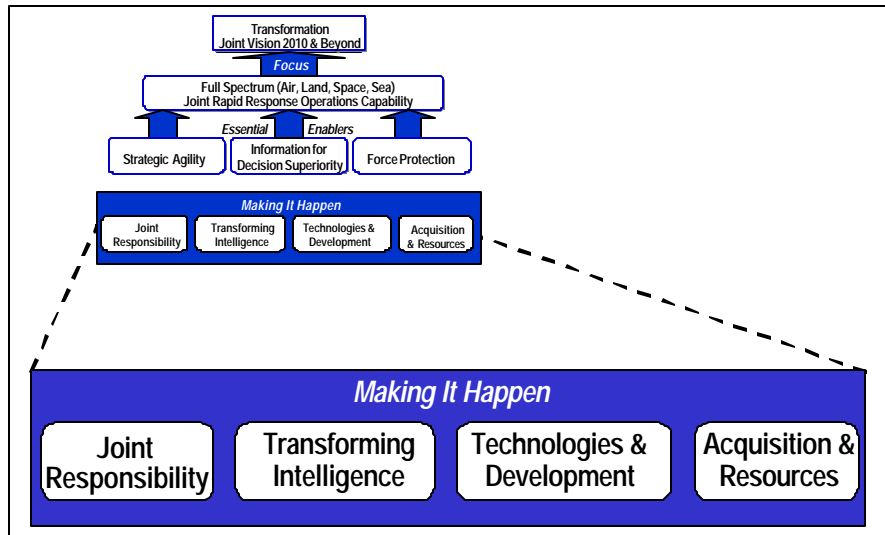 Transformation
Joint Vision 2010 & Beyond
Focus
Full Spectrum (Air, Land, Space, Sea)
Joint Rapid Response Operations Capability
Essential Enablers
Strategic Agility
Information for
Decision Superiority
Force Protection
Making It Happen
Joint
Responsibility
Transforming
Intelligence
Technologies &
Development
Acquisition
& Resources
Making It Happen
Joint
Responsibility
Transforming
Intelligence
Technologies &
Development
Acquisition &
Resources